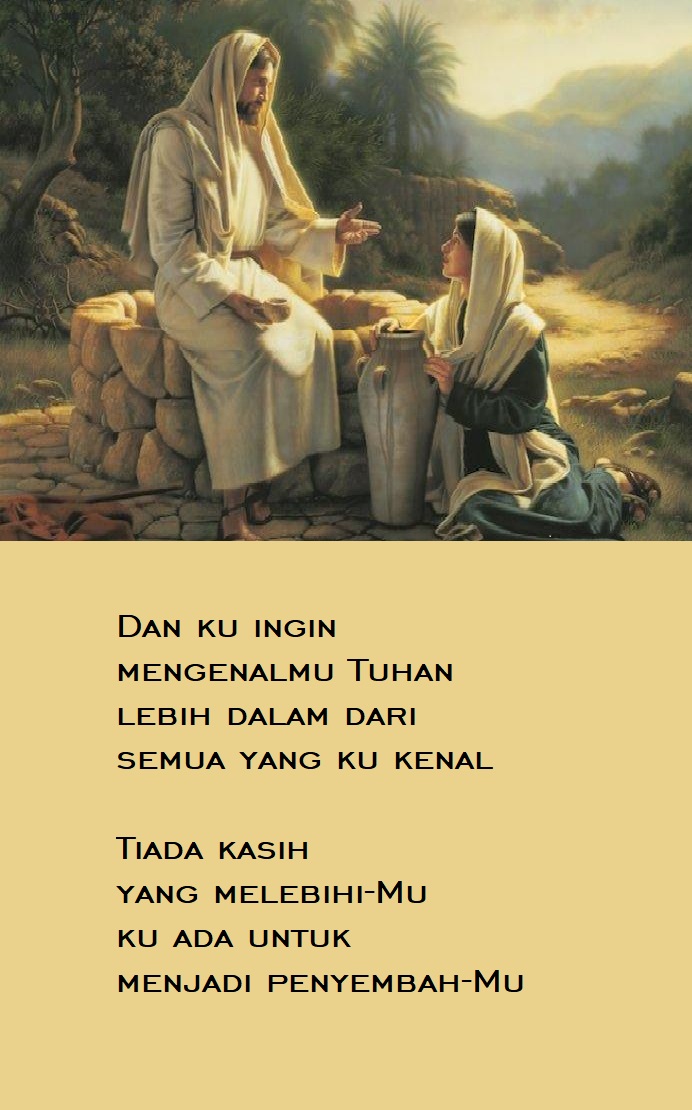 Dan ku ingin
mengenalmu Tuhan
lebih dalam dari
semua yang ku kenal
Tiada kasih
yang melebihi-Mu
ku ada untuk
menjadi penyembah-Mu